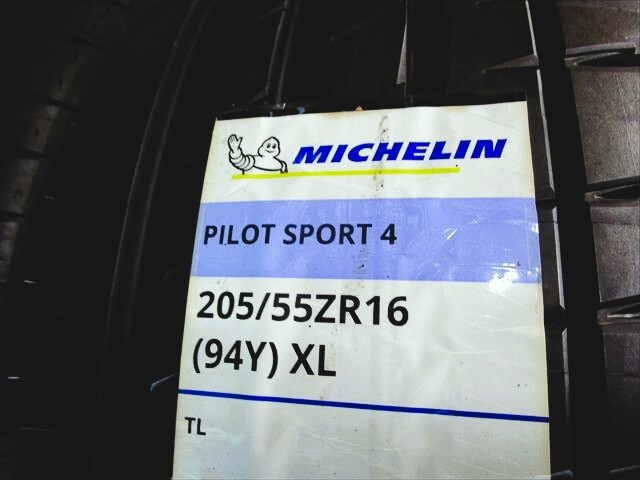 MICHELIN
PILOT SPORT 4
205/55ZR16
(94Y) XL
TL